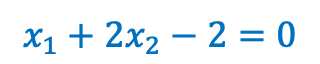 x₁ + 2x₂ − 2 = 0